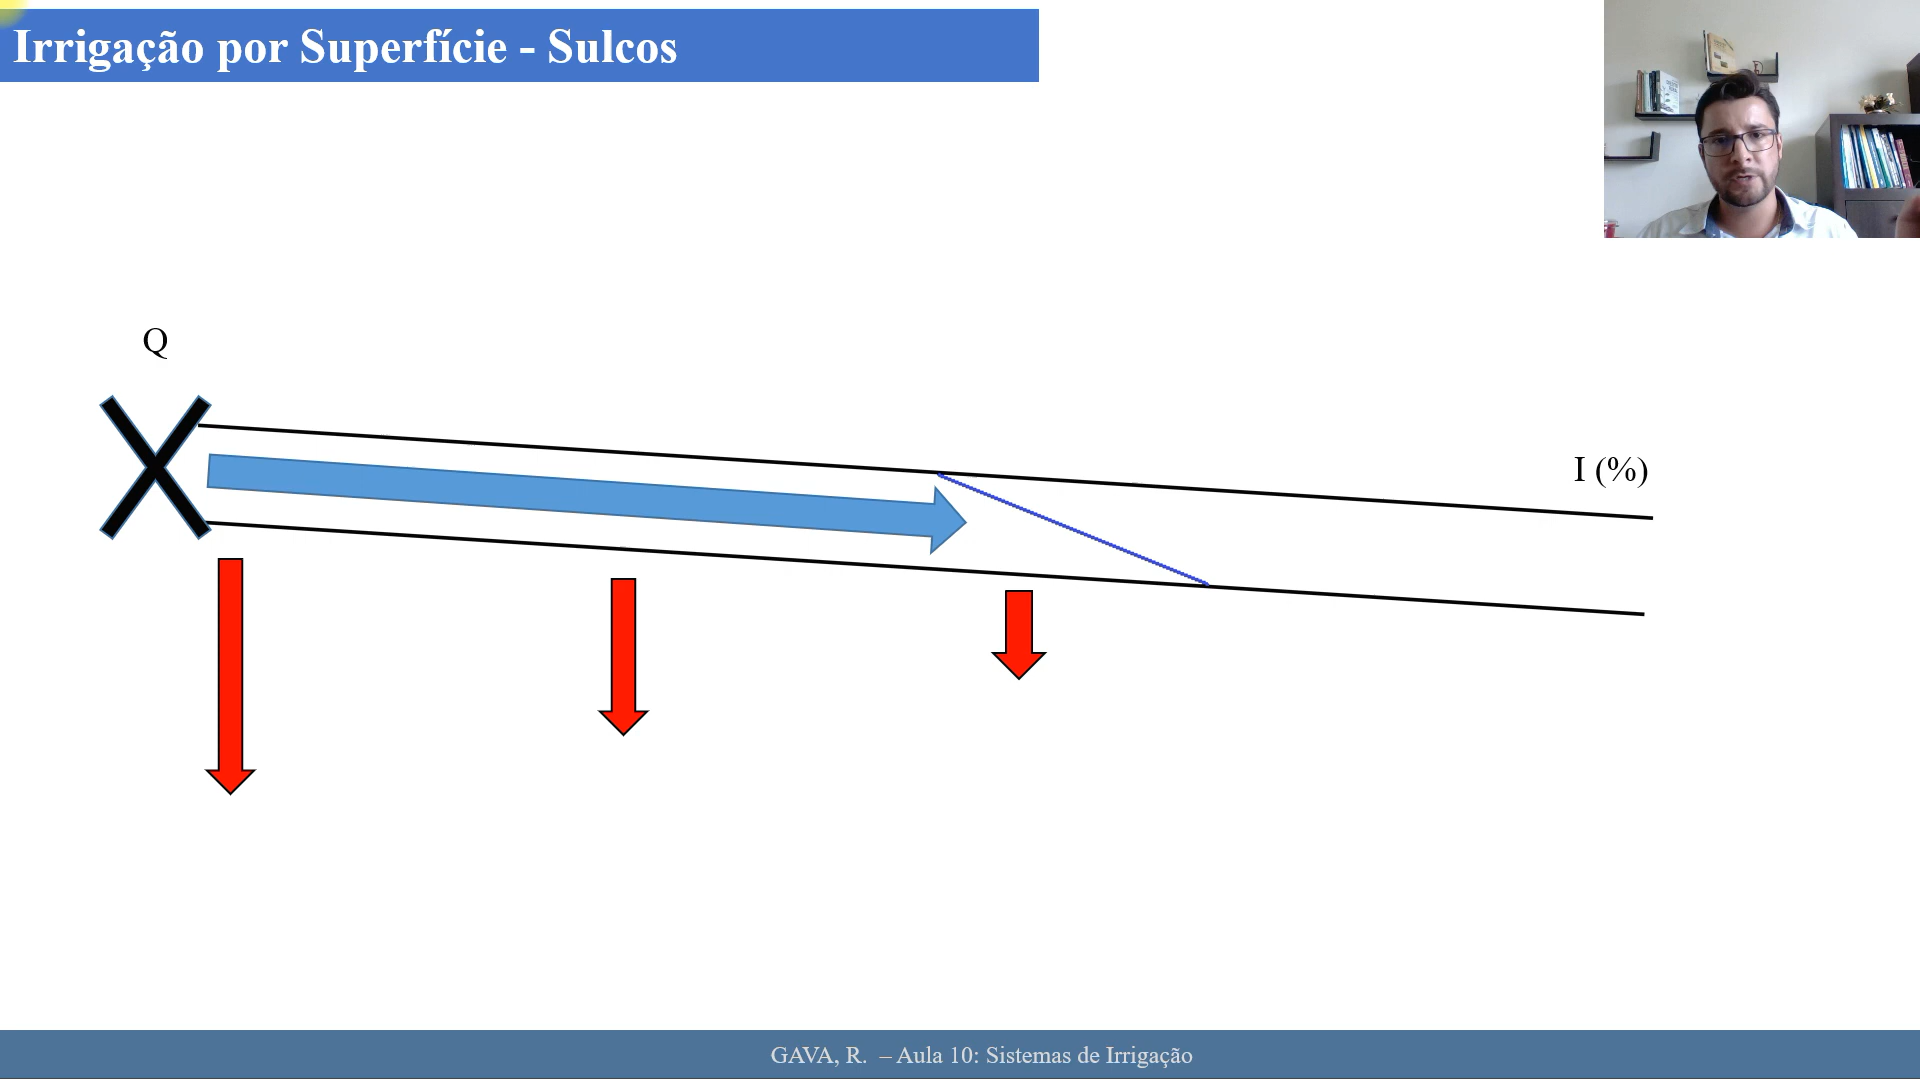 Irrigação por Superfície - Sulcos
Q
I (%)
GAVA, R. – Aula 10: Sistemas de Irrigação